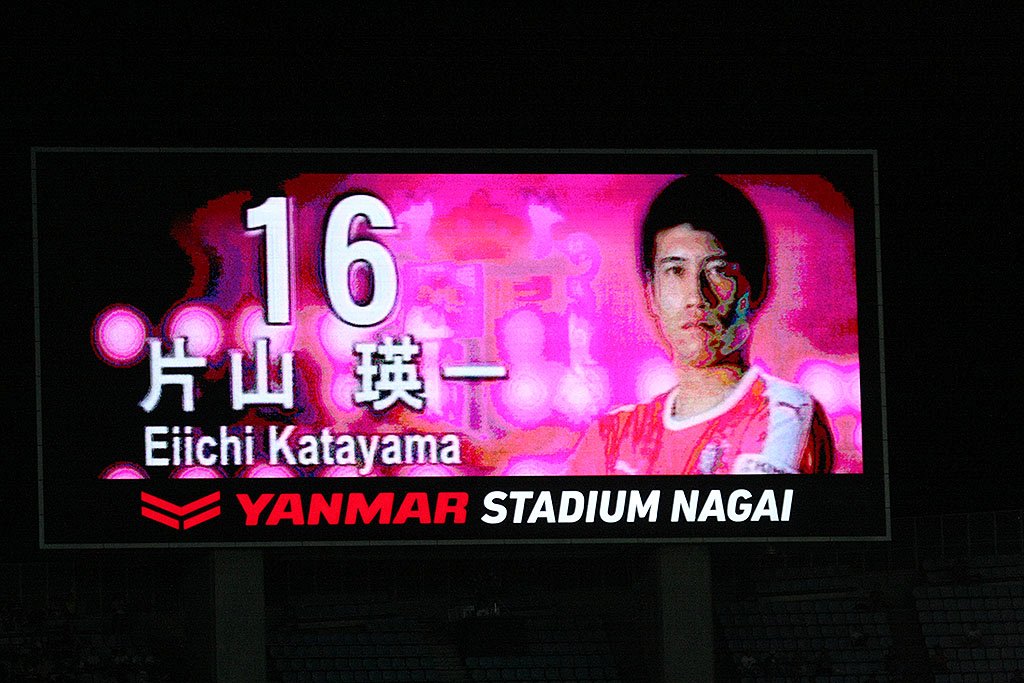 16
片山 瑛一
Eiichi Katayama
YANMAR STADIUM NAGAI